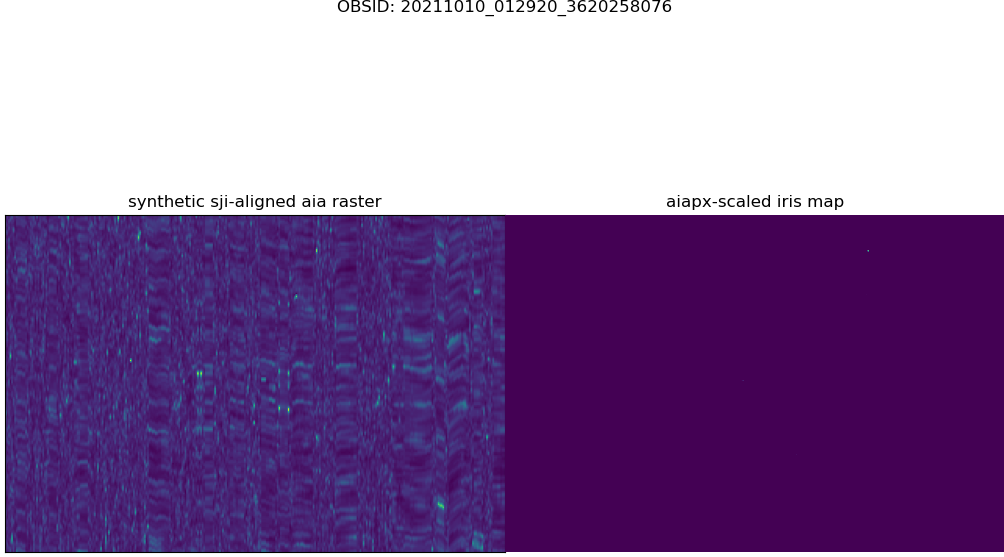 OBSID: 20211010_012920_3620258076
synthetic sji-aligned aia raster
aiapx-scaled iris map